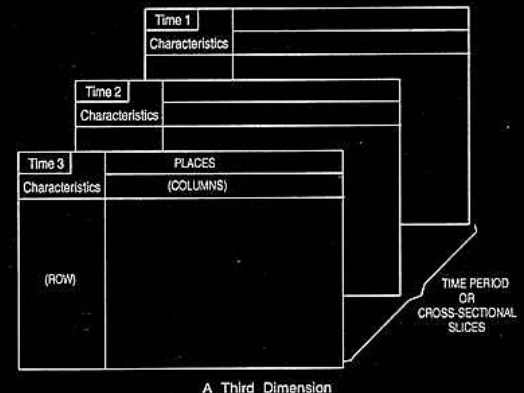 Time 1
Characteristics
Time 2
Characteristics
Time 3
PLACES
Characteristics
(COLUMNS)
(ROW)
TIME PERIOD
OR
CROSS-SECTIONAL
SLICES
A Third Dimension